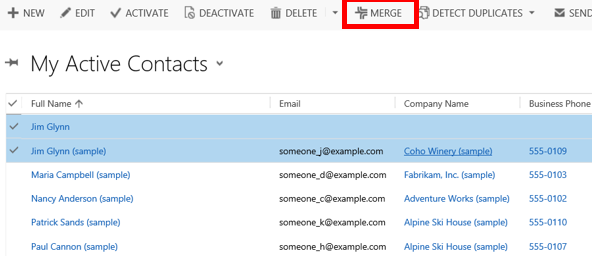 + NEW EDIT ACTIVATE DEACTIVATE DELETE MERGE DETECT DUPLICATES SEND
My Active Contacts
Full Name Email Company Name Business Phone
Jim Glynn
Jim Glynn (sample) someone_j@example.com Coho Winery (sample) 555-0109
Maria Campbell (sample) someone_d@example.com Fabrikam, Inc. (sample) 555-0103
Nancy Anderson (sample) someone_c@example.com Adventure Works (sample) 555-0102
Patrick Sands (sample) someone_k@example.com Alpine Ski House (sample) 555-0110
Paul Cannon (sample) someone_h@example.com Alpine Ski House (sample) 555-0107